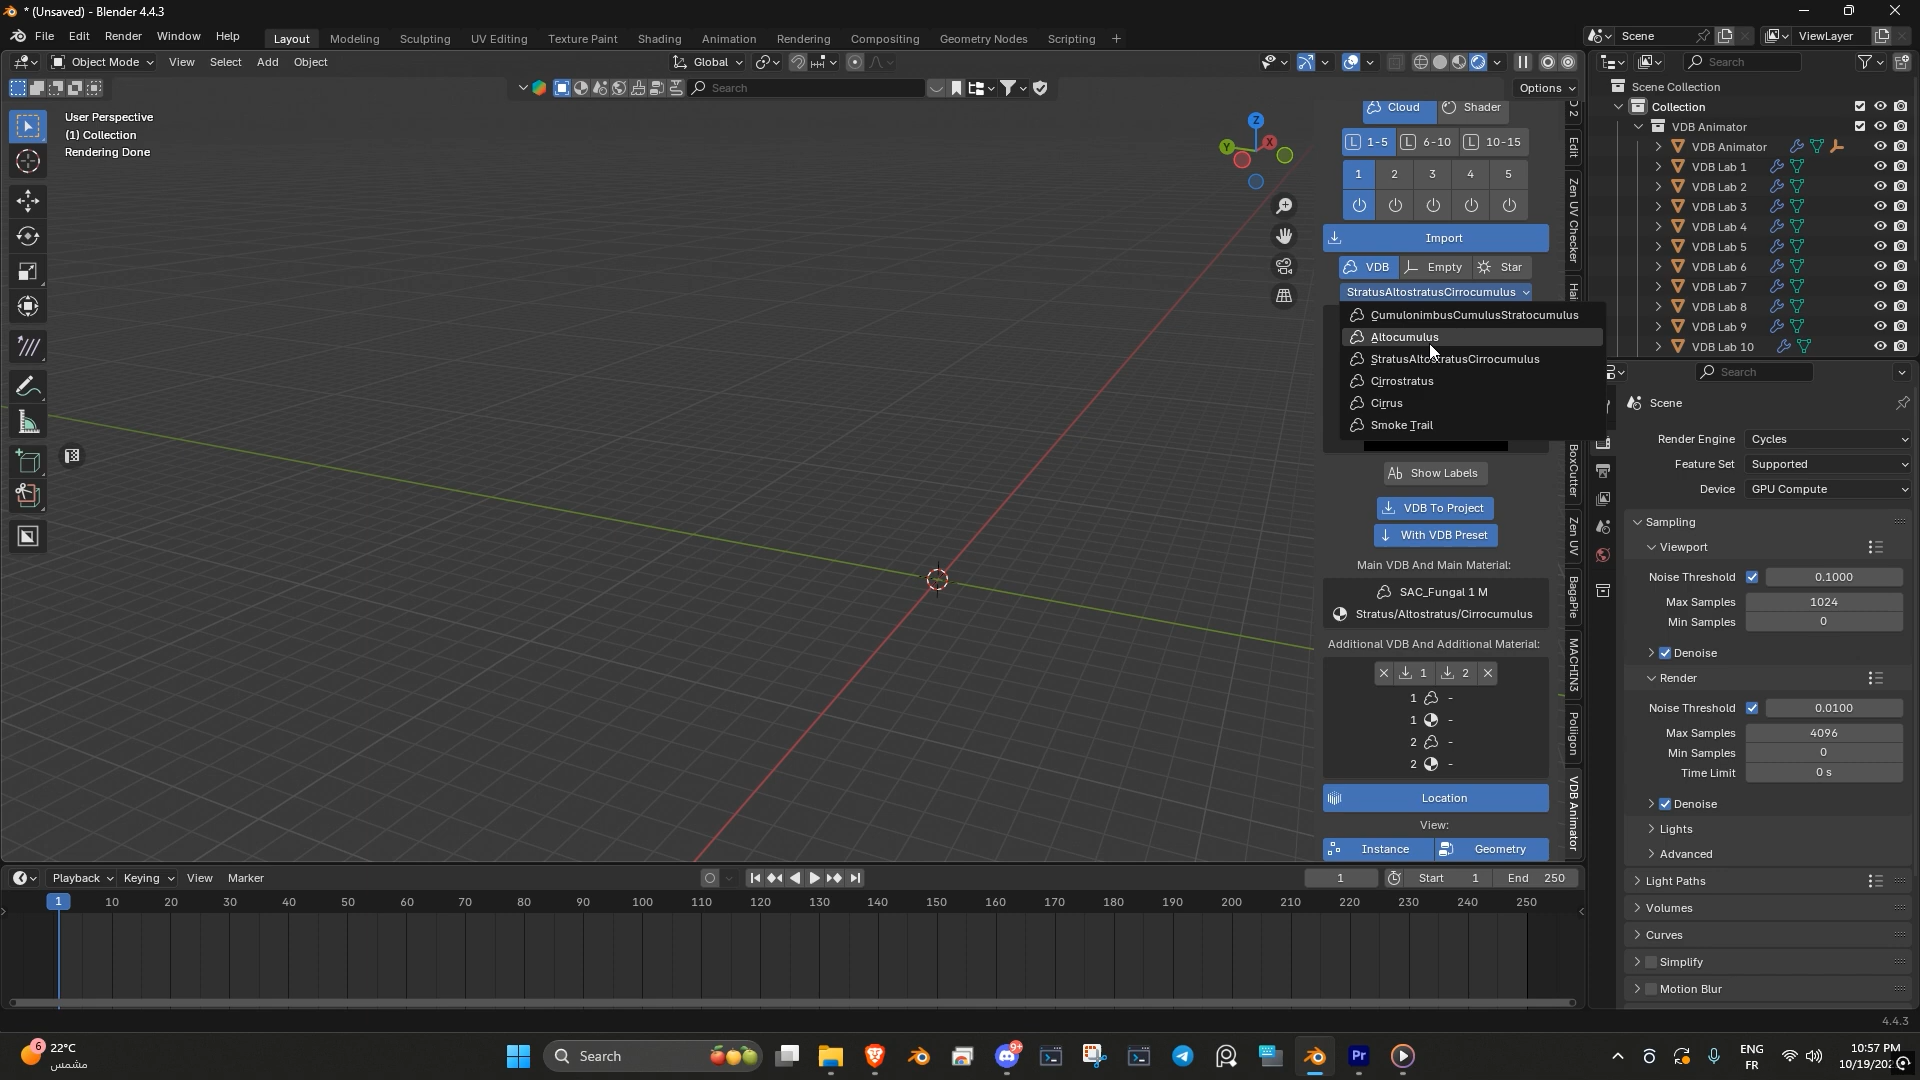 * (Unsaved) - Blender 4.4.3
File Edit Render Window Help
Layout Modeling Sculpting UV Editing Texture Paint Shading Animation Rendering Compositing Geometry Nodes Scripting +
Scene
ViewLayer
Object Mode View Select Add Object
Global
Search
Search
Options
User Perspective
(1) Collection
Rendering Done
Z
Y
X
Cloud Shader
L 1-5 L 6-10 L 10-15
1 2 3 4 5
Import
VDB Empty Star
StratusAltostratusCirrocumulus
CumulonimbusCumulusStratocumulus
Altocumulus
StratusAltostratusCirrocumulus
Cirrostratus
Cirrus
Smoke Trail
Show Labels
VDB To Project
With VDB Preset
Main VDB And Main Material:
SAC_Fungal 1 M
Stratus/Altostratus/Cirrocumulus
Additional VDB And Additional Material:
1 2
1 -
1 -
2 -
2 -
Location
View:
Instance Geometry
Edit
Zen UV Checker
BoxCutter
Zen UV
BagaPie
MACHIN3
Poliigon
VDB Animator
Scene Collection
Collection
VDB Animator
VDB Animator
VDB Lab 1
VDB Lab 2
VDB Lab 3
VDB Lab 4
VDB Lab 5
VDB Lab 6
VDB Lab 7
VDB Lab 8
VDB Lab 9
VDB Lab 10
Search
Scene
Render Engine Cycles
Feature Set Supported
Device GPU Compute
Sampling
Viewport
Noise Threshold 0.1000
Max Samples 1024
Min Samples 0
Denoise
Render
Noise Threshold 0.0100
Max Samples 4096
Min Samples 0
Time Limit 0 s
Denoise
Lights
Advanced
Light Paths
Volumes
Curves
Simplify
Motion Blur
Playback Keying View Marker
1 Start 1 End 250
1 10 20 30 40 50 60 70 80 90 100 110 120 130 140 150 160 170 180 190 200 210 220 230 240 250
4.4.3
6
22°C
مشمس
Search
9+
Pr
ENG
FR
10:57 PM